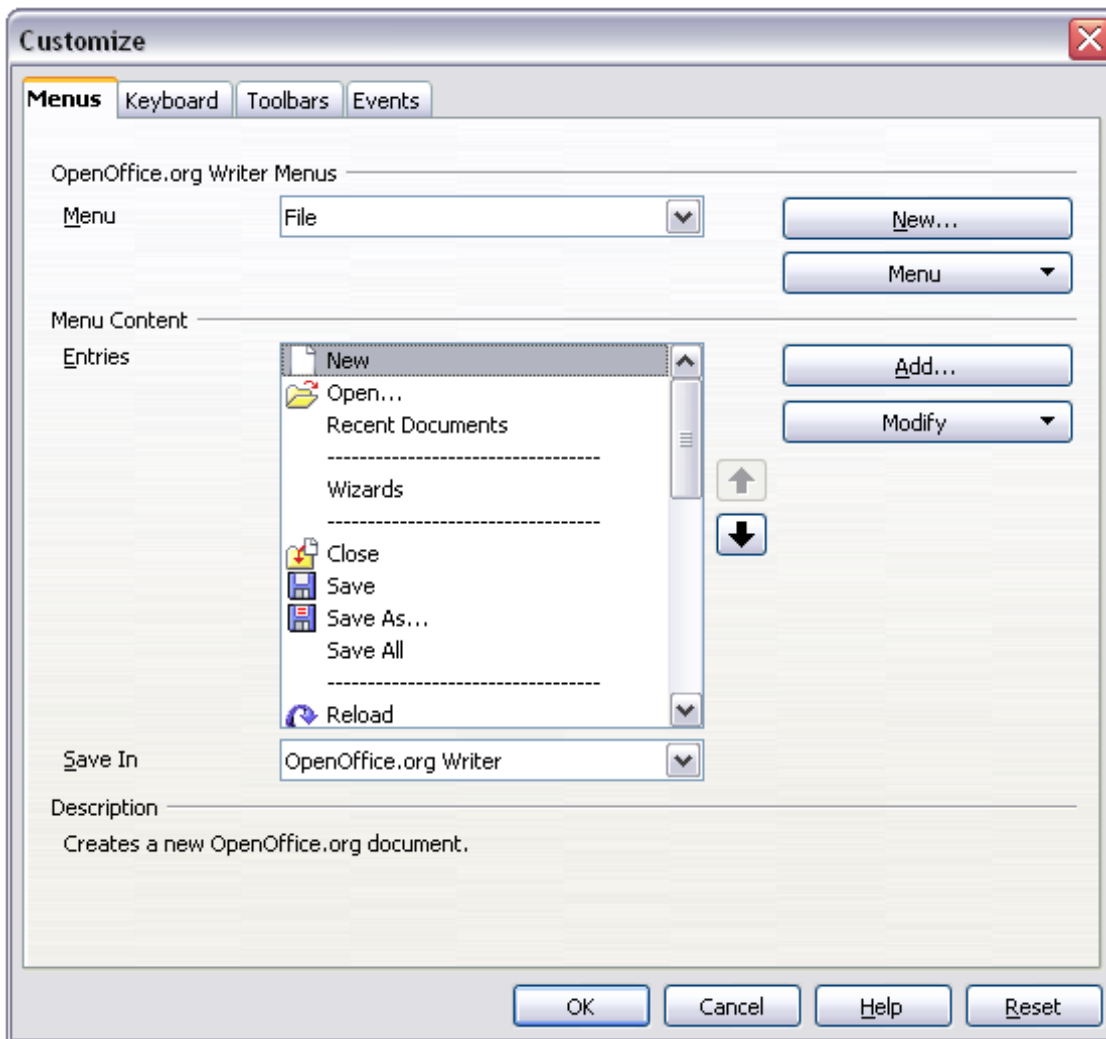 Customize
Menus Keyboard Toolbars Events
OpenOffice.org Writer Menus
Menu File New...
Menu
Menu Content
Entries New Add...
Open... Modify
Recent Documents
----------------------------------
Wizards
----------------------------------
Close
Save
Save As...
Save All
----------------------------------
Reload
Save In OpenOffice.org Writer
Description
Creates a new OpenOffice.org document.
OK Cancel Help Reset